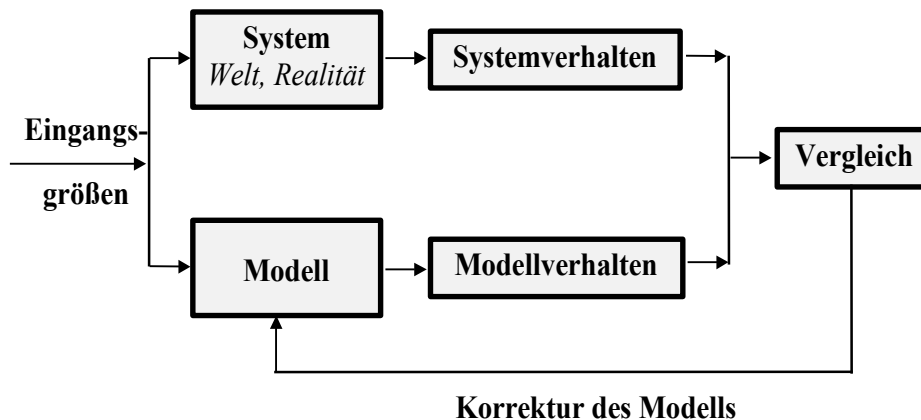 System
Welt, Realität
Systemverhalten
Eingangs-
größen
Vergleich
Modell
Modellverhalten
Korrektur des Modells